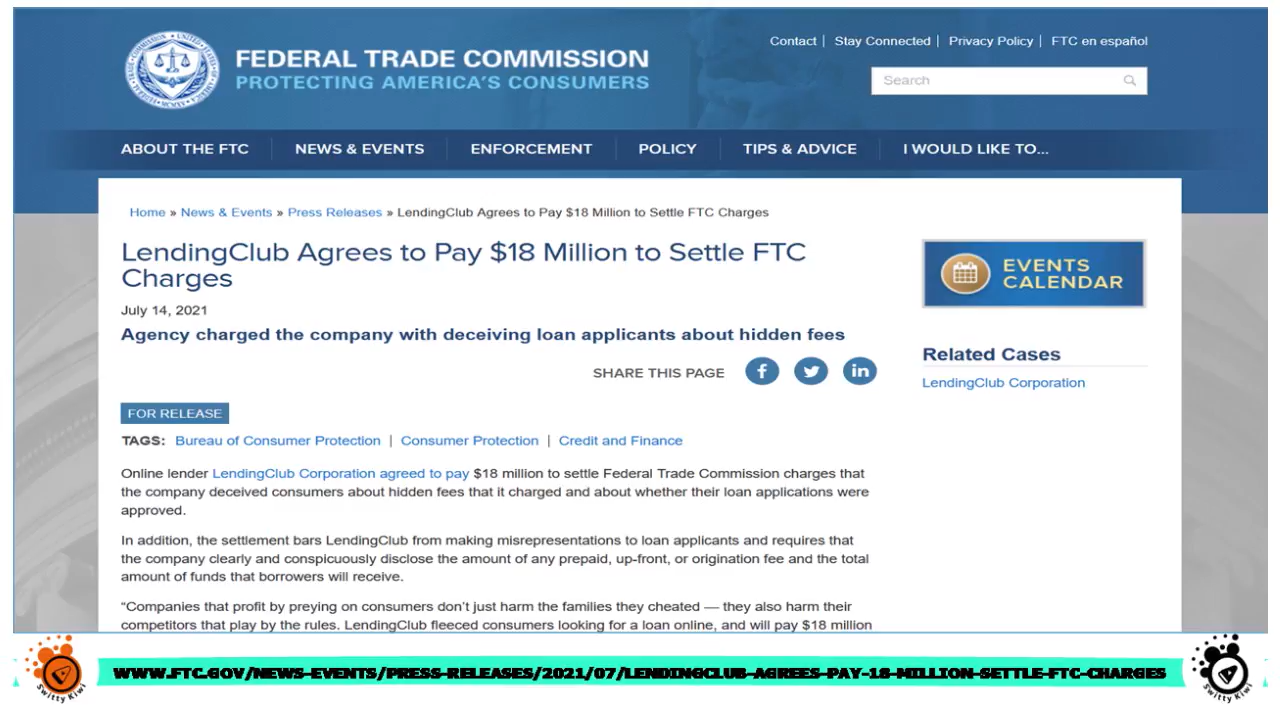 Contact | Stay Connected | Privacy Policy | FTC en español
FEDERAL TRADE COMMISSION
PROTECTING AMERICA'S CONSUMERS
Search
ABOUT THE FTC NEWS & EVENTS ENFORCEMENT POLICY TIPS & ADVICE I WOULD LIKE TO...
Home » News & Events » Press Releases » LendingClub Agrees to Pay $18 Million to Settle FTC Charges
LendingClub Agrees to Pay $18 Million to Settle FTC
Charges
July 14, 2021
Agency charged the company with deceiving loan applicants about hidden fees
SHARE THIS PAGE
FOR RELEASE
TAGS: Bureau of Consumer Protection | Consumer Protection | Credit and Finance
Online lender LendingClub Corporation agreed to pay $18 million to settle Federal Trade Commission charges that
the company deceived consumers about hidden fees that it charged and about whether their loan applications were
approved.
In addition, the settlement bars LendingClub from making misrepresentations to loan applicants and requires that
the company clearly and conspicuously disclose the amount of any prepaid, up-front, or origination fee and the total
amount of funds that borrowers will receive.
“Companies that profit by preying on consumers don’t just harm the families they cheated — they also harm their
competitors that play by the rules. LendingClub fleeced consumers looking for a loan online, and will pay $18 million
EVENTS
CALENDAR
Related Cases
LendingClub Corporation
WWW.FTC.GOV/NEWS-EVENTS/PRESS-RELEASES/2021/07/LENDINGCLUB-AGREES-PAY-18-MILLION-SETTLE-FTC-CHARGES
Switty Kiwi
Switty Kiwi